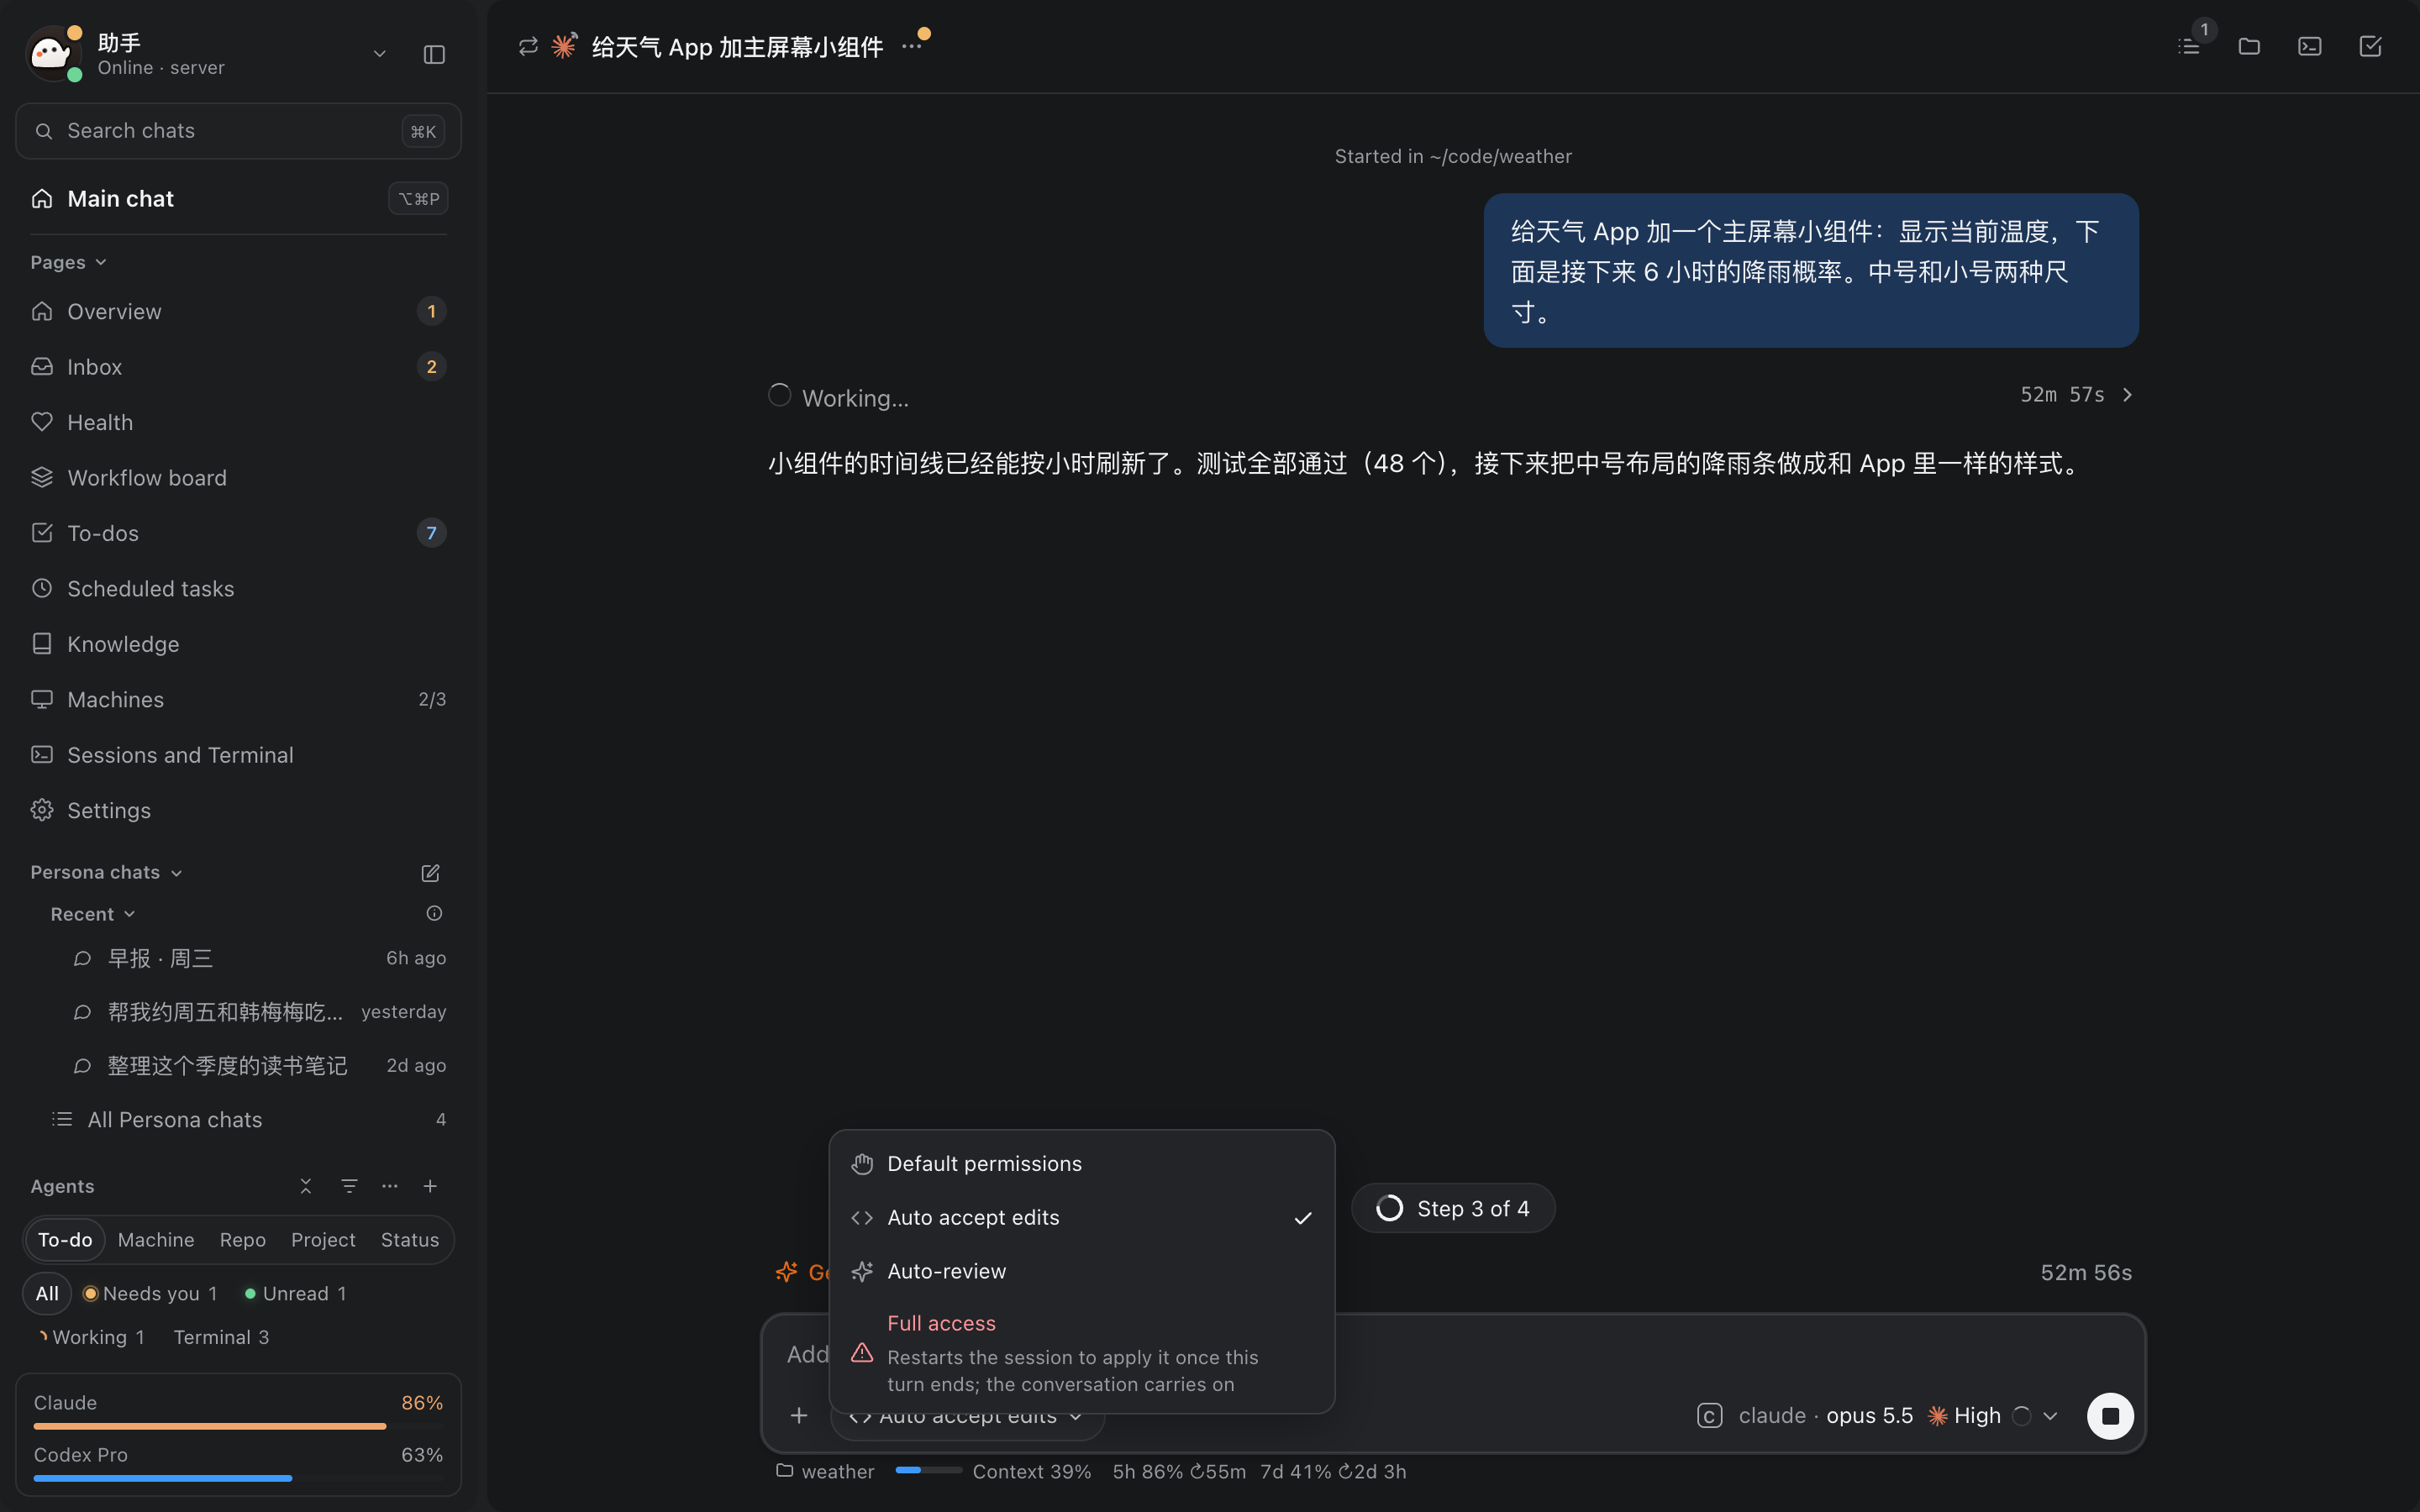 助手
Online · server
Search chats
⌘K
Main chat
⌥⌘P
Pages
Overview
1
Inbox
2
Health
Workflow board
To-dos
7
Scheduled tasks
Knowledge
Machines
2/3
Sessions and Terminal
Settings
Persona chats
Recent
早报 · 周三
6h ago
帮我约周五和韩梅梅吃...
yesterday
整理这个季度的读书笔记
2d ago
All Persona chats
4
Agents
To-do Machine Repo Project Status
All Needs you 1 Unread 1
Working 1 Terminal 3
Claude
86%
Codex Pro
63%
给天气 App 加主屏幕小组件
1
Started in ~/code/weather
给天气 App 加一个主屏幕小组件：显示当前温度，下
面是接下来 6 小时的降雨概率。中号和小号两种尺
寸。
Working...
52m 57s
小组件的时间线已经能按小时刷新了。测试全部通过（48 个），接下来把中号布局的降雨条做成和 App 里一样的样式。
Default permissions
Auto accept edits
Auto-review
Full access
Restarts the session to apply it once this
turn ends; the conversation carries on
Step 3 of 4
52m 56s
Add
Auto accept edits
claude · opus 5.5 High
weather Context 39% 5h 86% ↻55m 7d 41% ↻2d 3h